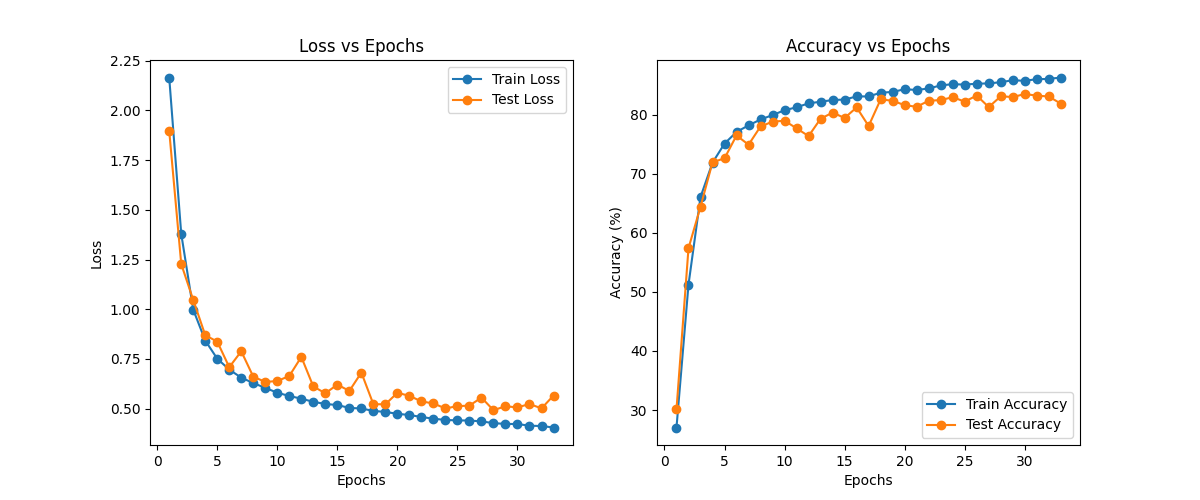 Loss vs Epochs
2.25
2.00
1.75
1.50
1.25
1.00
0.75
0.50
Loss
0 5 10 15 20 25 30
Epochs
Train Loss
Test Loss
Accuracy vs Epochs
80
70
60
50
40
30
Accuracy (%)
0 5 10 15 20 25 30
Epochs
Train Accuracy
Test Accuracy